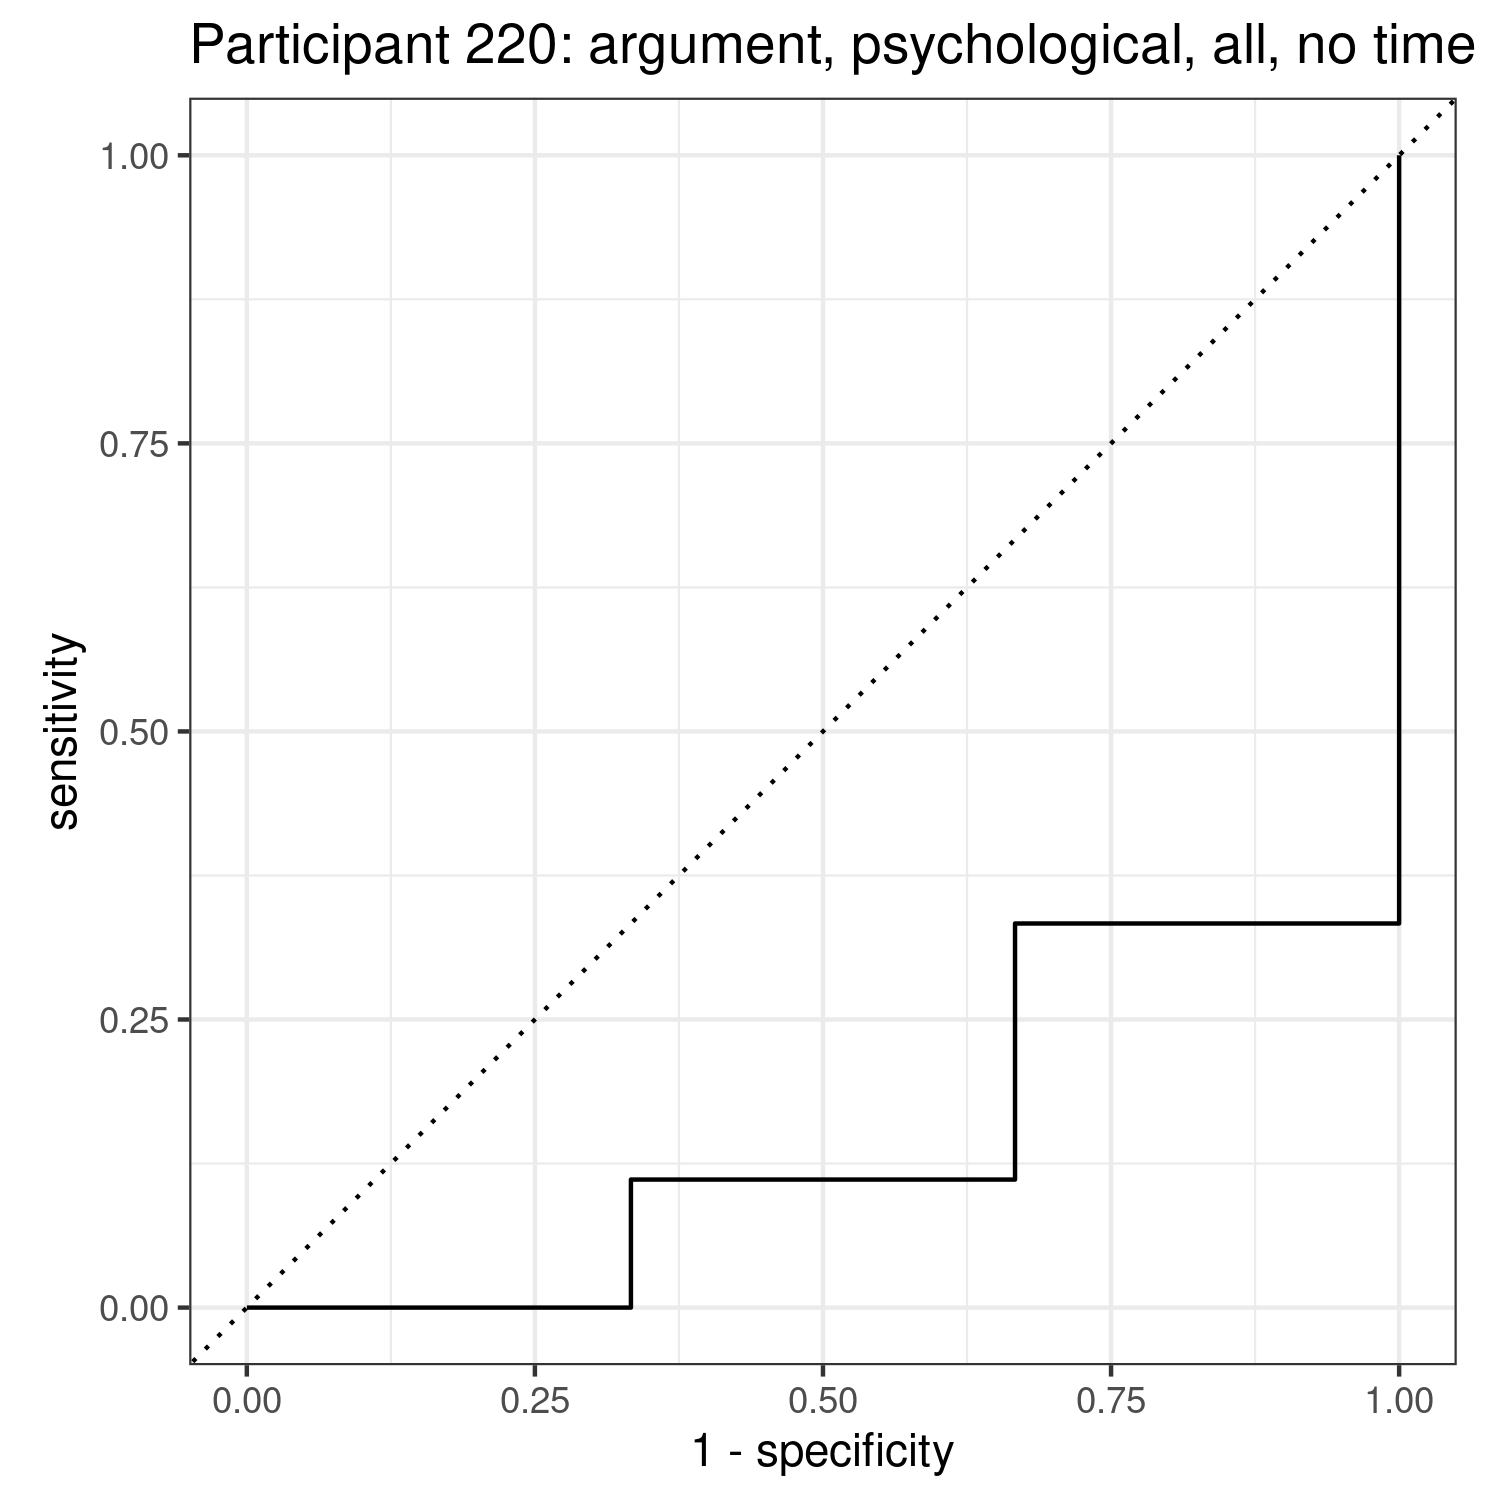 Participant 220: argument, psychological, all, no time
1.00
0.75
0.50
0.25
0.00
sensitivity
0.00 0.25 0.50 0.75 1.00
1 - specificity